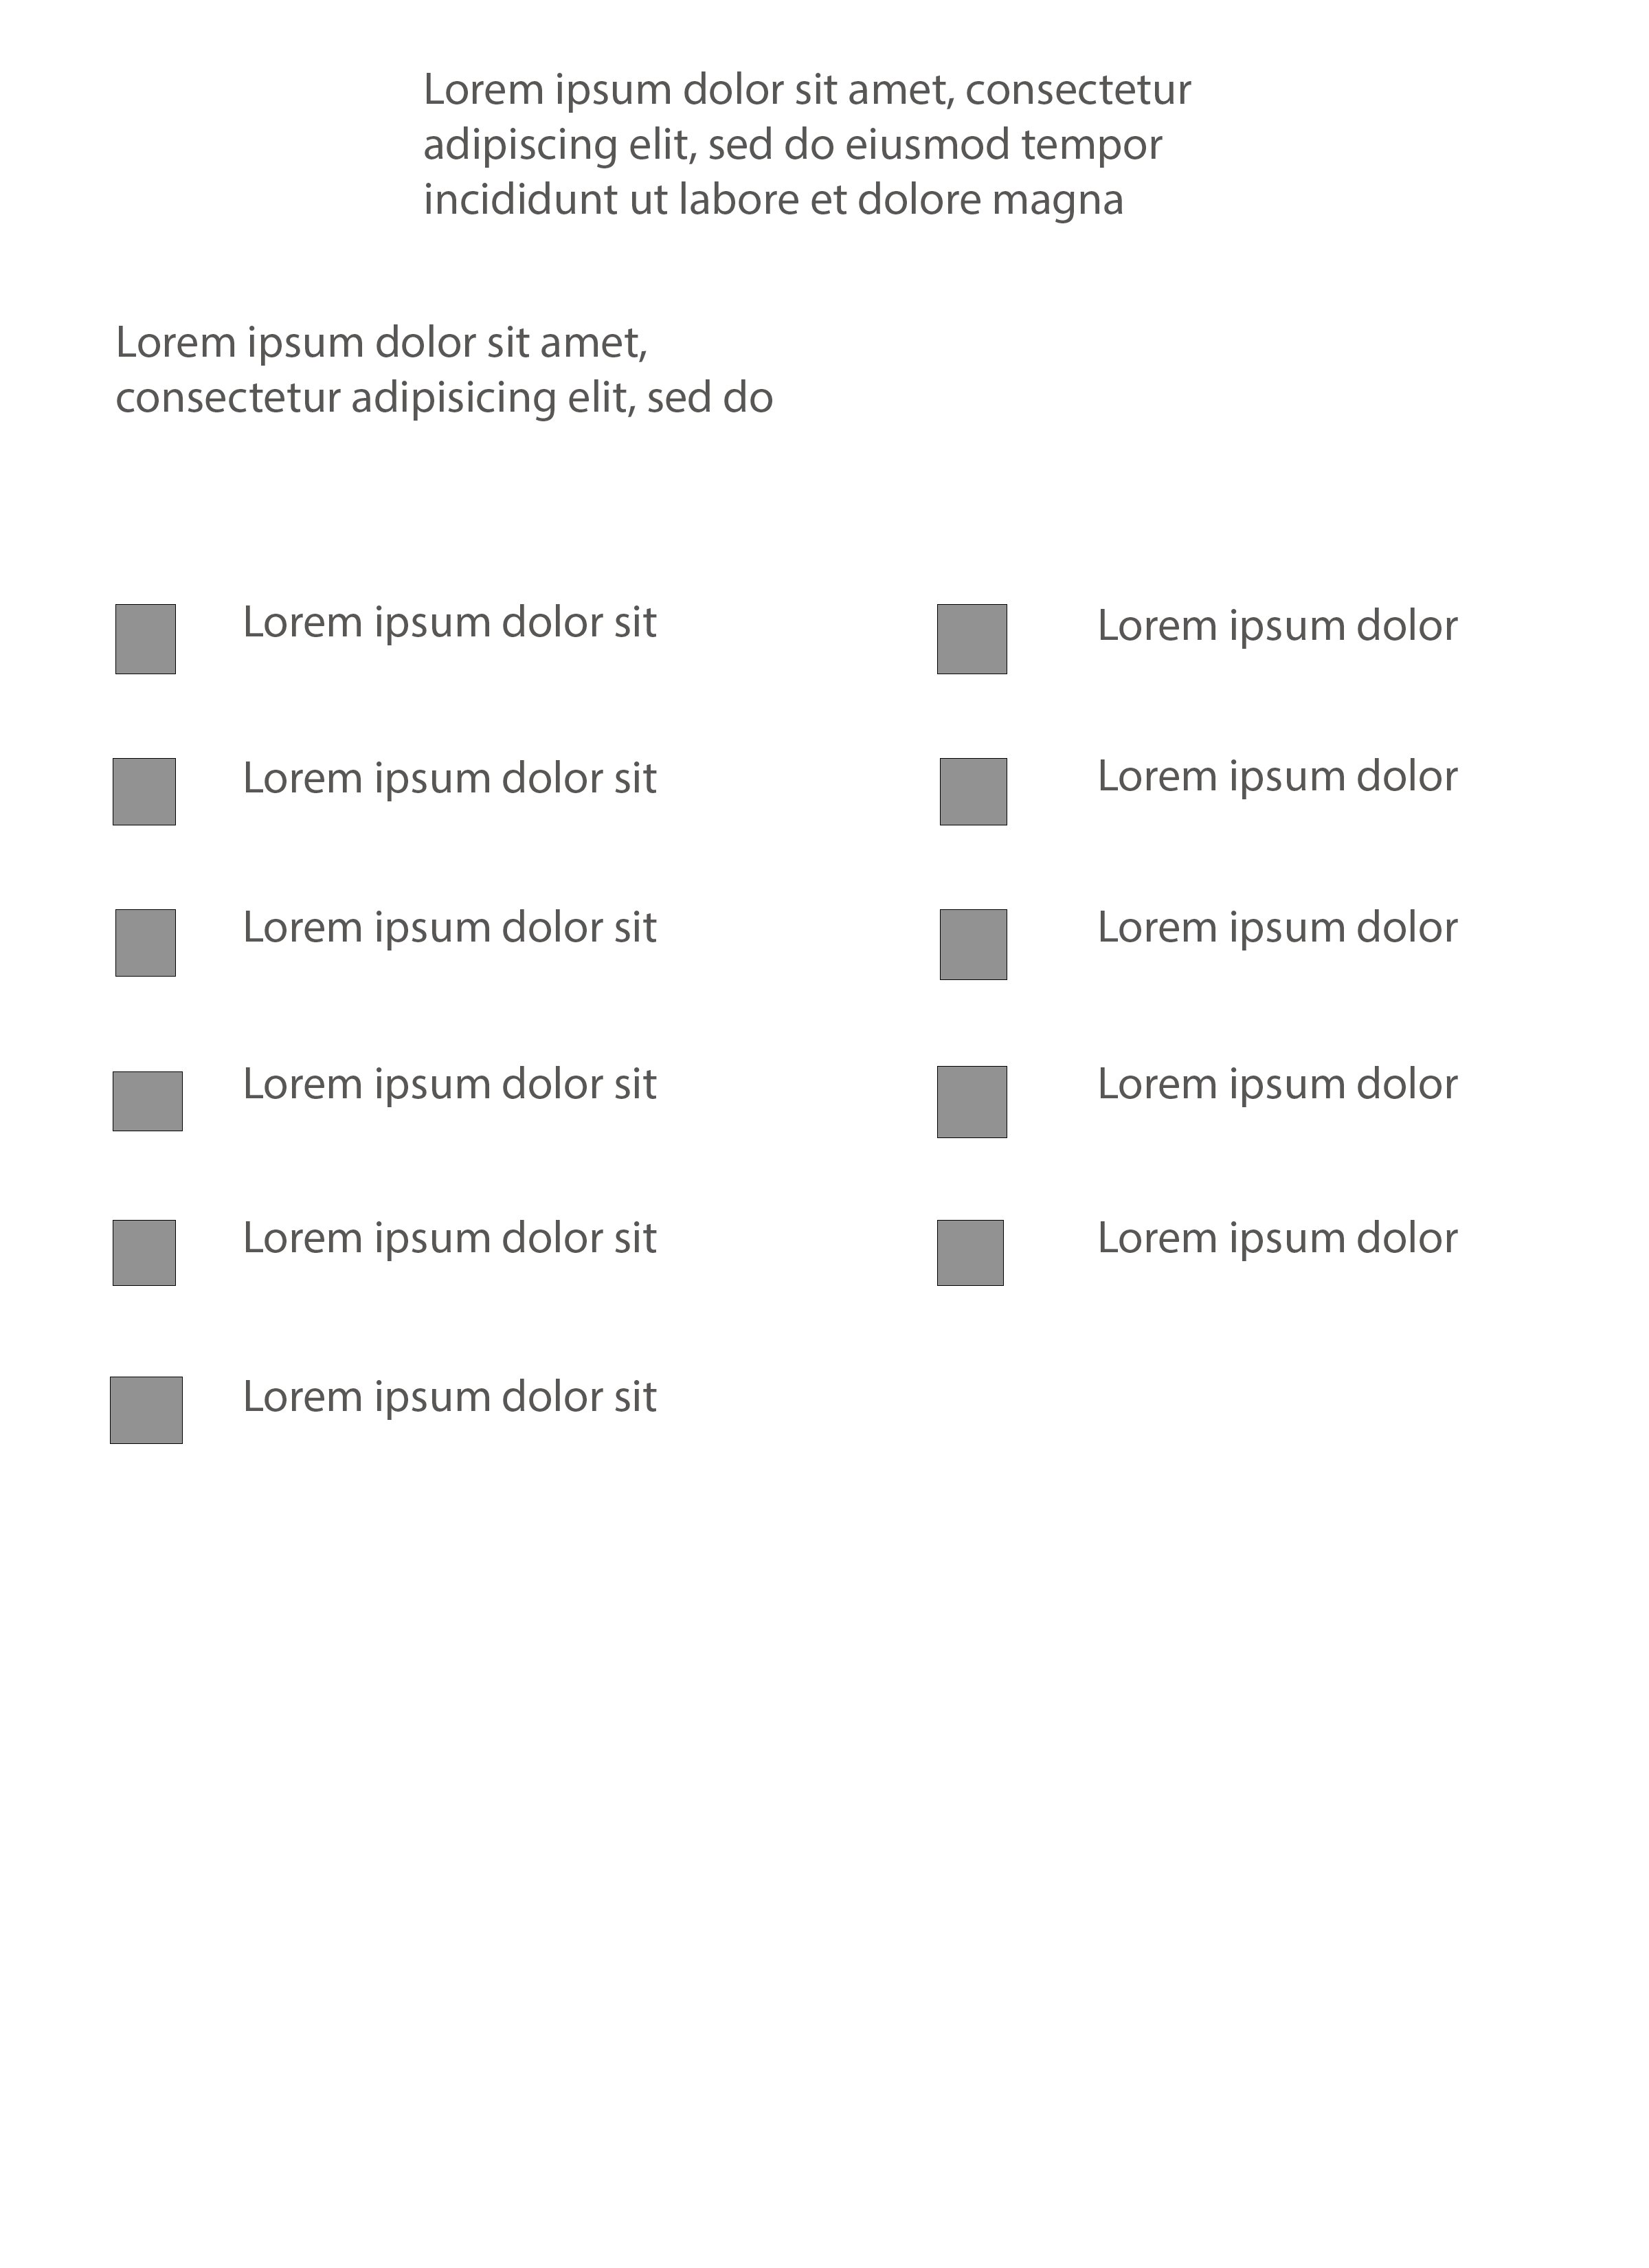 Lorem ipsum dolor sit amet, consectetur
adipiscing elit, sed do eiusmod tempor
incididunt ut labore et dolore magna
Lorem ipsum dolor sit amet,
consectetur adipisicing elit, sed do
Lorem ipsum dolor sit
Lorem ipsum dolor
Lorem ipsum dolor sit
Lorem ipsum dolor
Lorem ipsum dolor sit
Lorem ipsum dolor
Lorem ipsum dolor sit
Lorem ipsum dolor
Lorem ipsum dolor sit
Lorem ipsum dolor
Lorem ipsum dolor sit